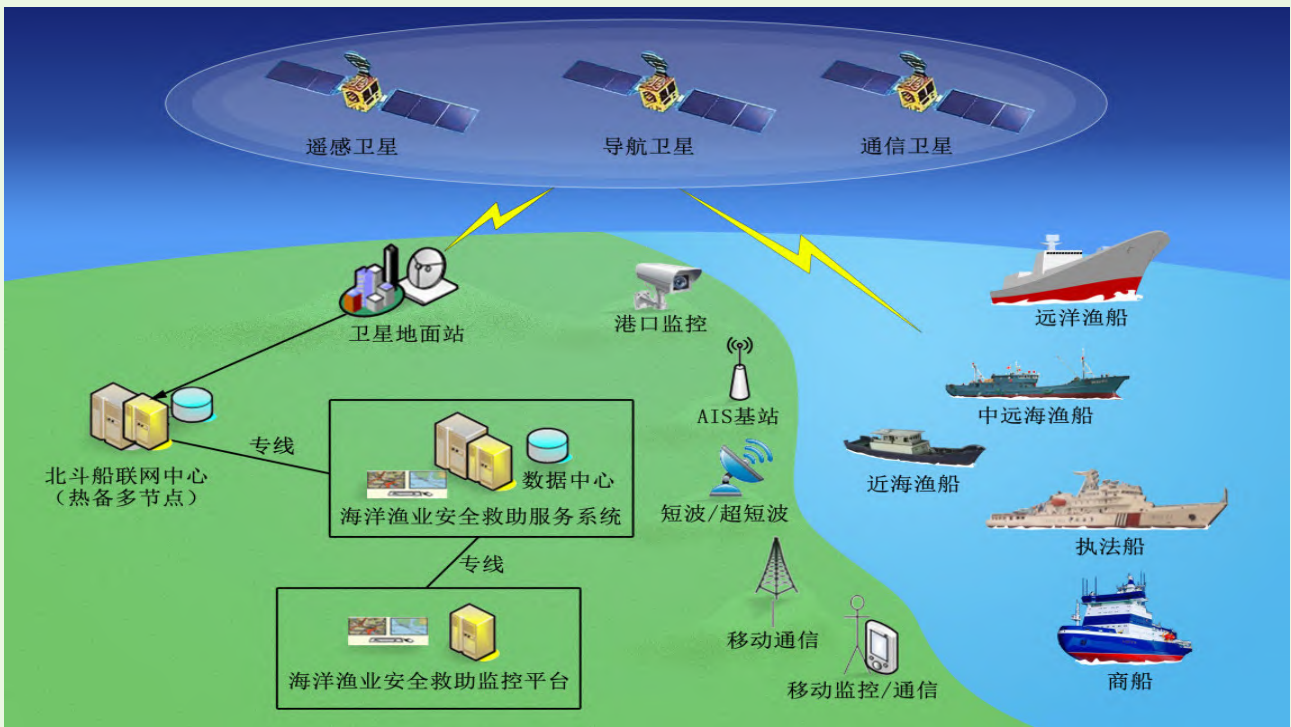 遥感卫星
导航卫星
通信卫星
卫星地面站
港口监控
远洋渔船
AIS基站
中远海渔船
北斗船联网中心
（热备多节点）
专线
数据中心
海洋渔业安全救助服务系统
短波/超短波
近海渔船
执法船
专线
海洋渔业安全救助监控平台
移动通信
移动监控/通信
商船